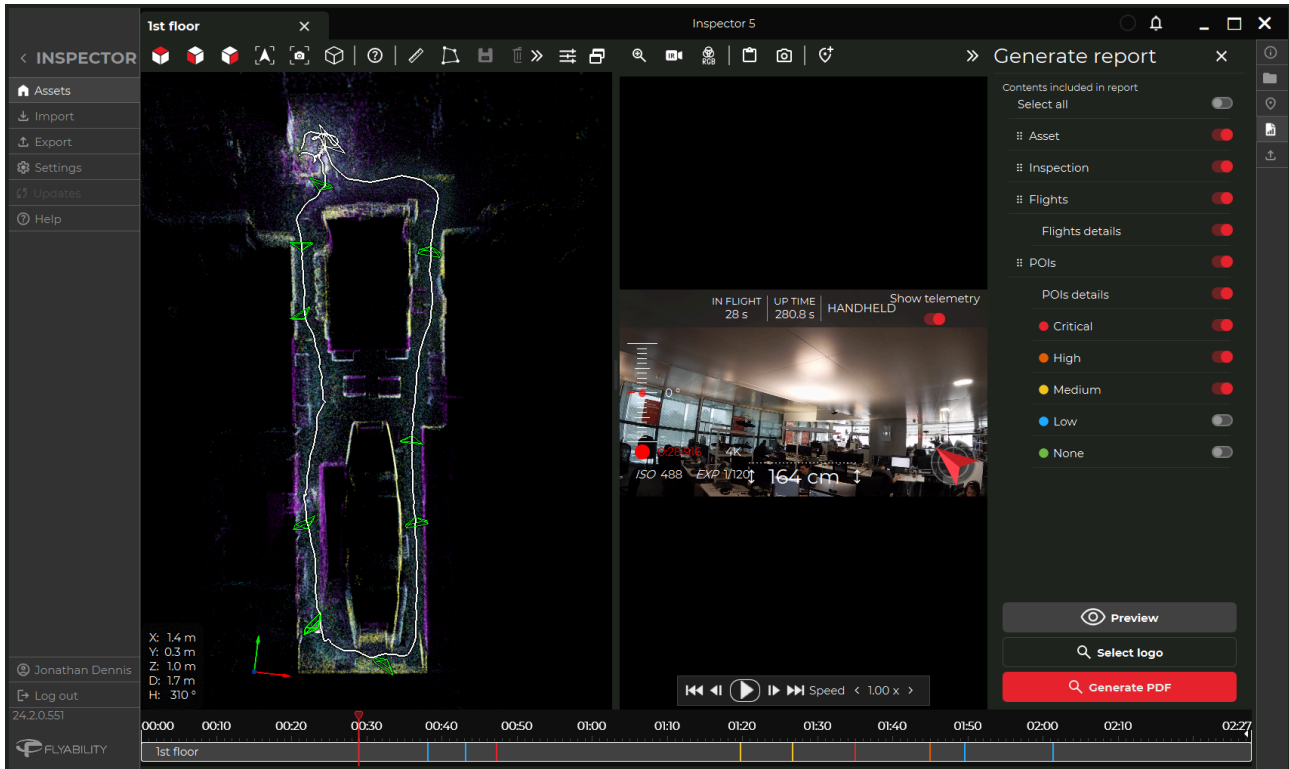 1st floor
Inspector 5
INSPECTOR
Assets
Import
Export
Settings
Updates
Help
Jonathan Dennis
Log out
24.2.0.551
FLYABILITY
IR
RGB
X: 1.4 m
Y: 0.3 m
Z: 1.0 m
D: 1.7 m
H: 310 °
IN FLIGHT
28 s
UP TIME
280.8 s
HANDHELD
Show telemetry
0 °
4K
ISO 488
EXP 1/120
164 cm
Speed < 1.00 x >
Generate report
Contents included in report
Select all
Asset
Inspection
Flights
Flights details
POIs
POIs details
Critical
High
Medium
Low
None
Preview
Select logo
Generate PDF
00:00 00:10 00:20 00:30 00:40 00:50 01:00 01:10 01:20 01:30 01:40 01:50 02:00 02:10 02:27
1st floor